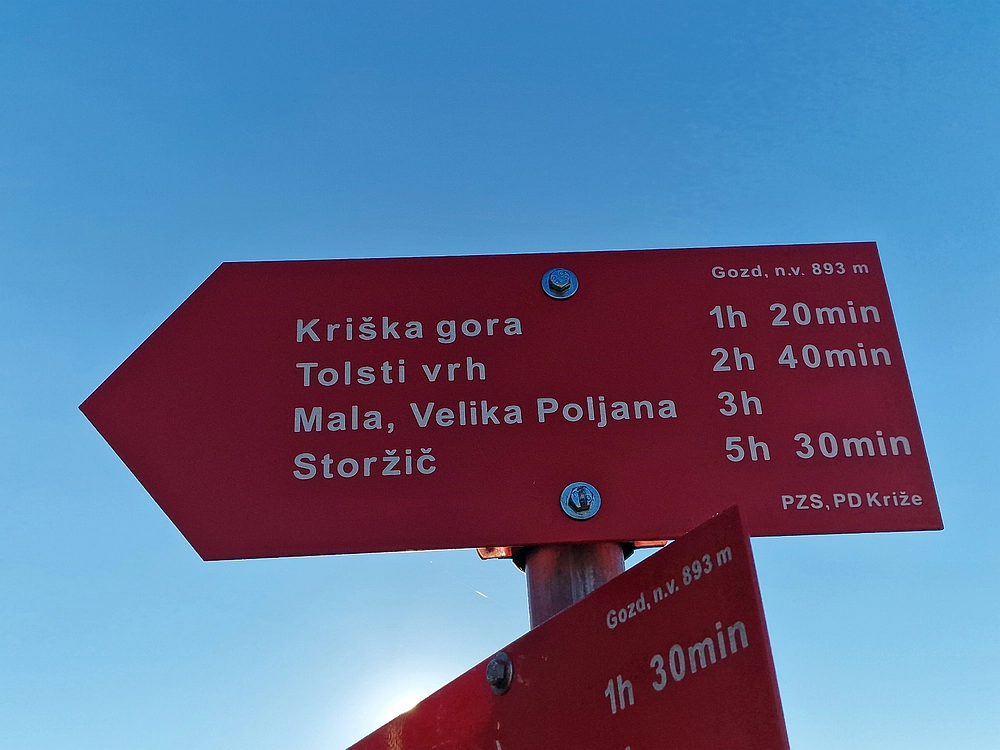 Gozd, n.v. 893 m
Kriška gora 1h 20min
Tolsti vrh 2h 40min
Mala, Velika Poljana 3h
Storžič 5h 30min
PZS, PD Križe
Gozd, n.v. 893 m
1h 30min